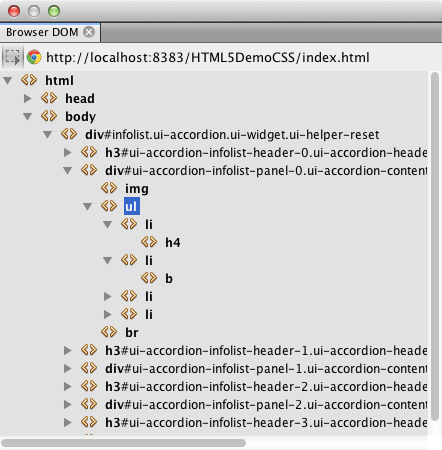 Browser DOM
http://localhost:8383/HTML5DemoCSS/index.html
html
head
body
div#infolist.ui-accordion.ui-widget.ui-helper-reset
h3#ui-accordion-infolist-header-0.ui-accordion-heade
div#ui-accordion-infolist-panel-0.ui-accordion-content
img
ul
li
h4
li
b
li
li
br
h3#ui-accordion-infolist-header-1.ui-accordion-heade
div#ui-accordion-infolist-panel-1.ui-accordion-content
h3#ui-accordion-infolist-header-2.ui-accordion-heade
div#ui-accordion-infolist-panel-2.ui-accordion-content
h3#ui-accordion-infolist-header-3.ui-accordion-heade